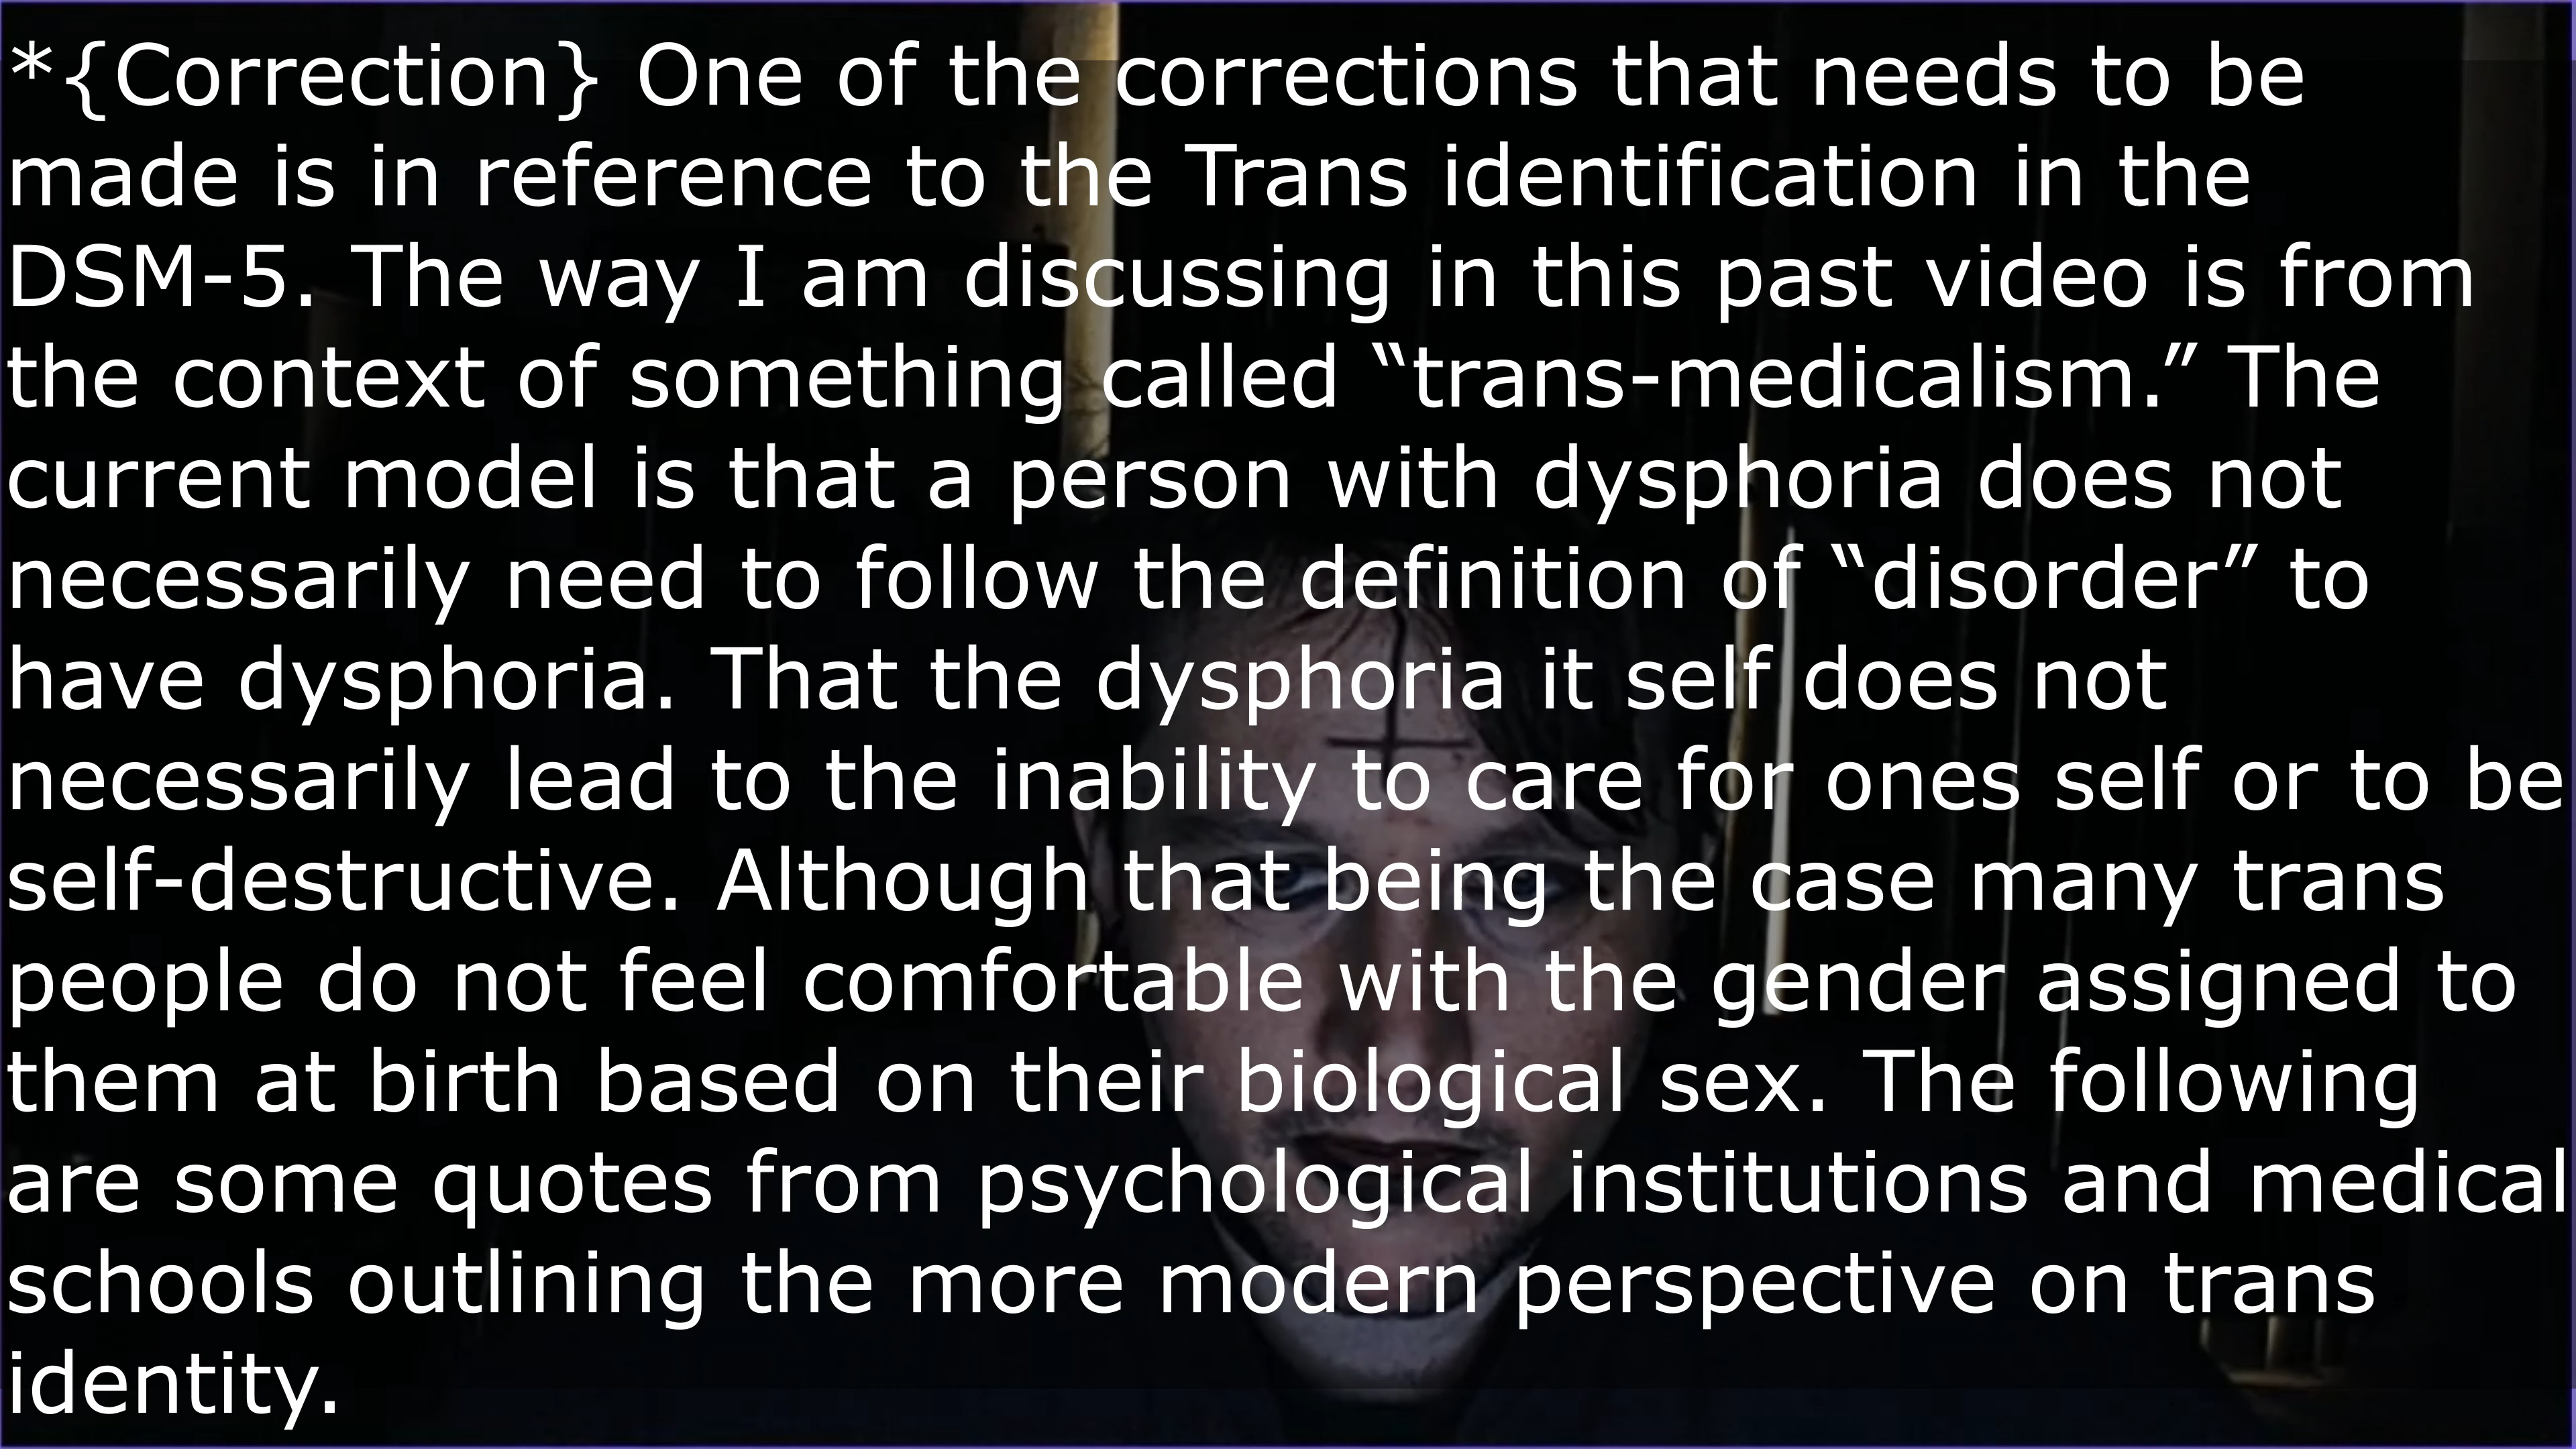 *{Correction} One of the corrections that needs to be
made is in reference to the Trans identification in the
DSM-5. The way I am discussing in this past video is from
the context of something called “trans-medicalism.” The
current model is that a person with dysphoria does not
necessarily need to follow the definition of “disorder” to
have dysphoria. That the dysphoria it self does not
necessarily lead to the inability to care for ones self or to be
self-destructive. Although that being the case many trans
people do not feel comfortable with the gender assigned to
them at birth based on their biological sex. The following
are some quotes from psychological institutions and medical
schools outlining the more modern perspective on trans
identity.